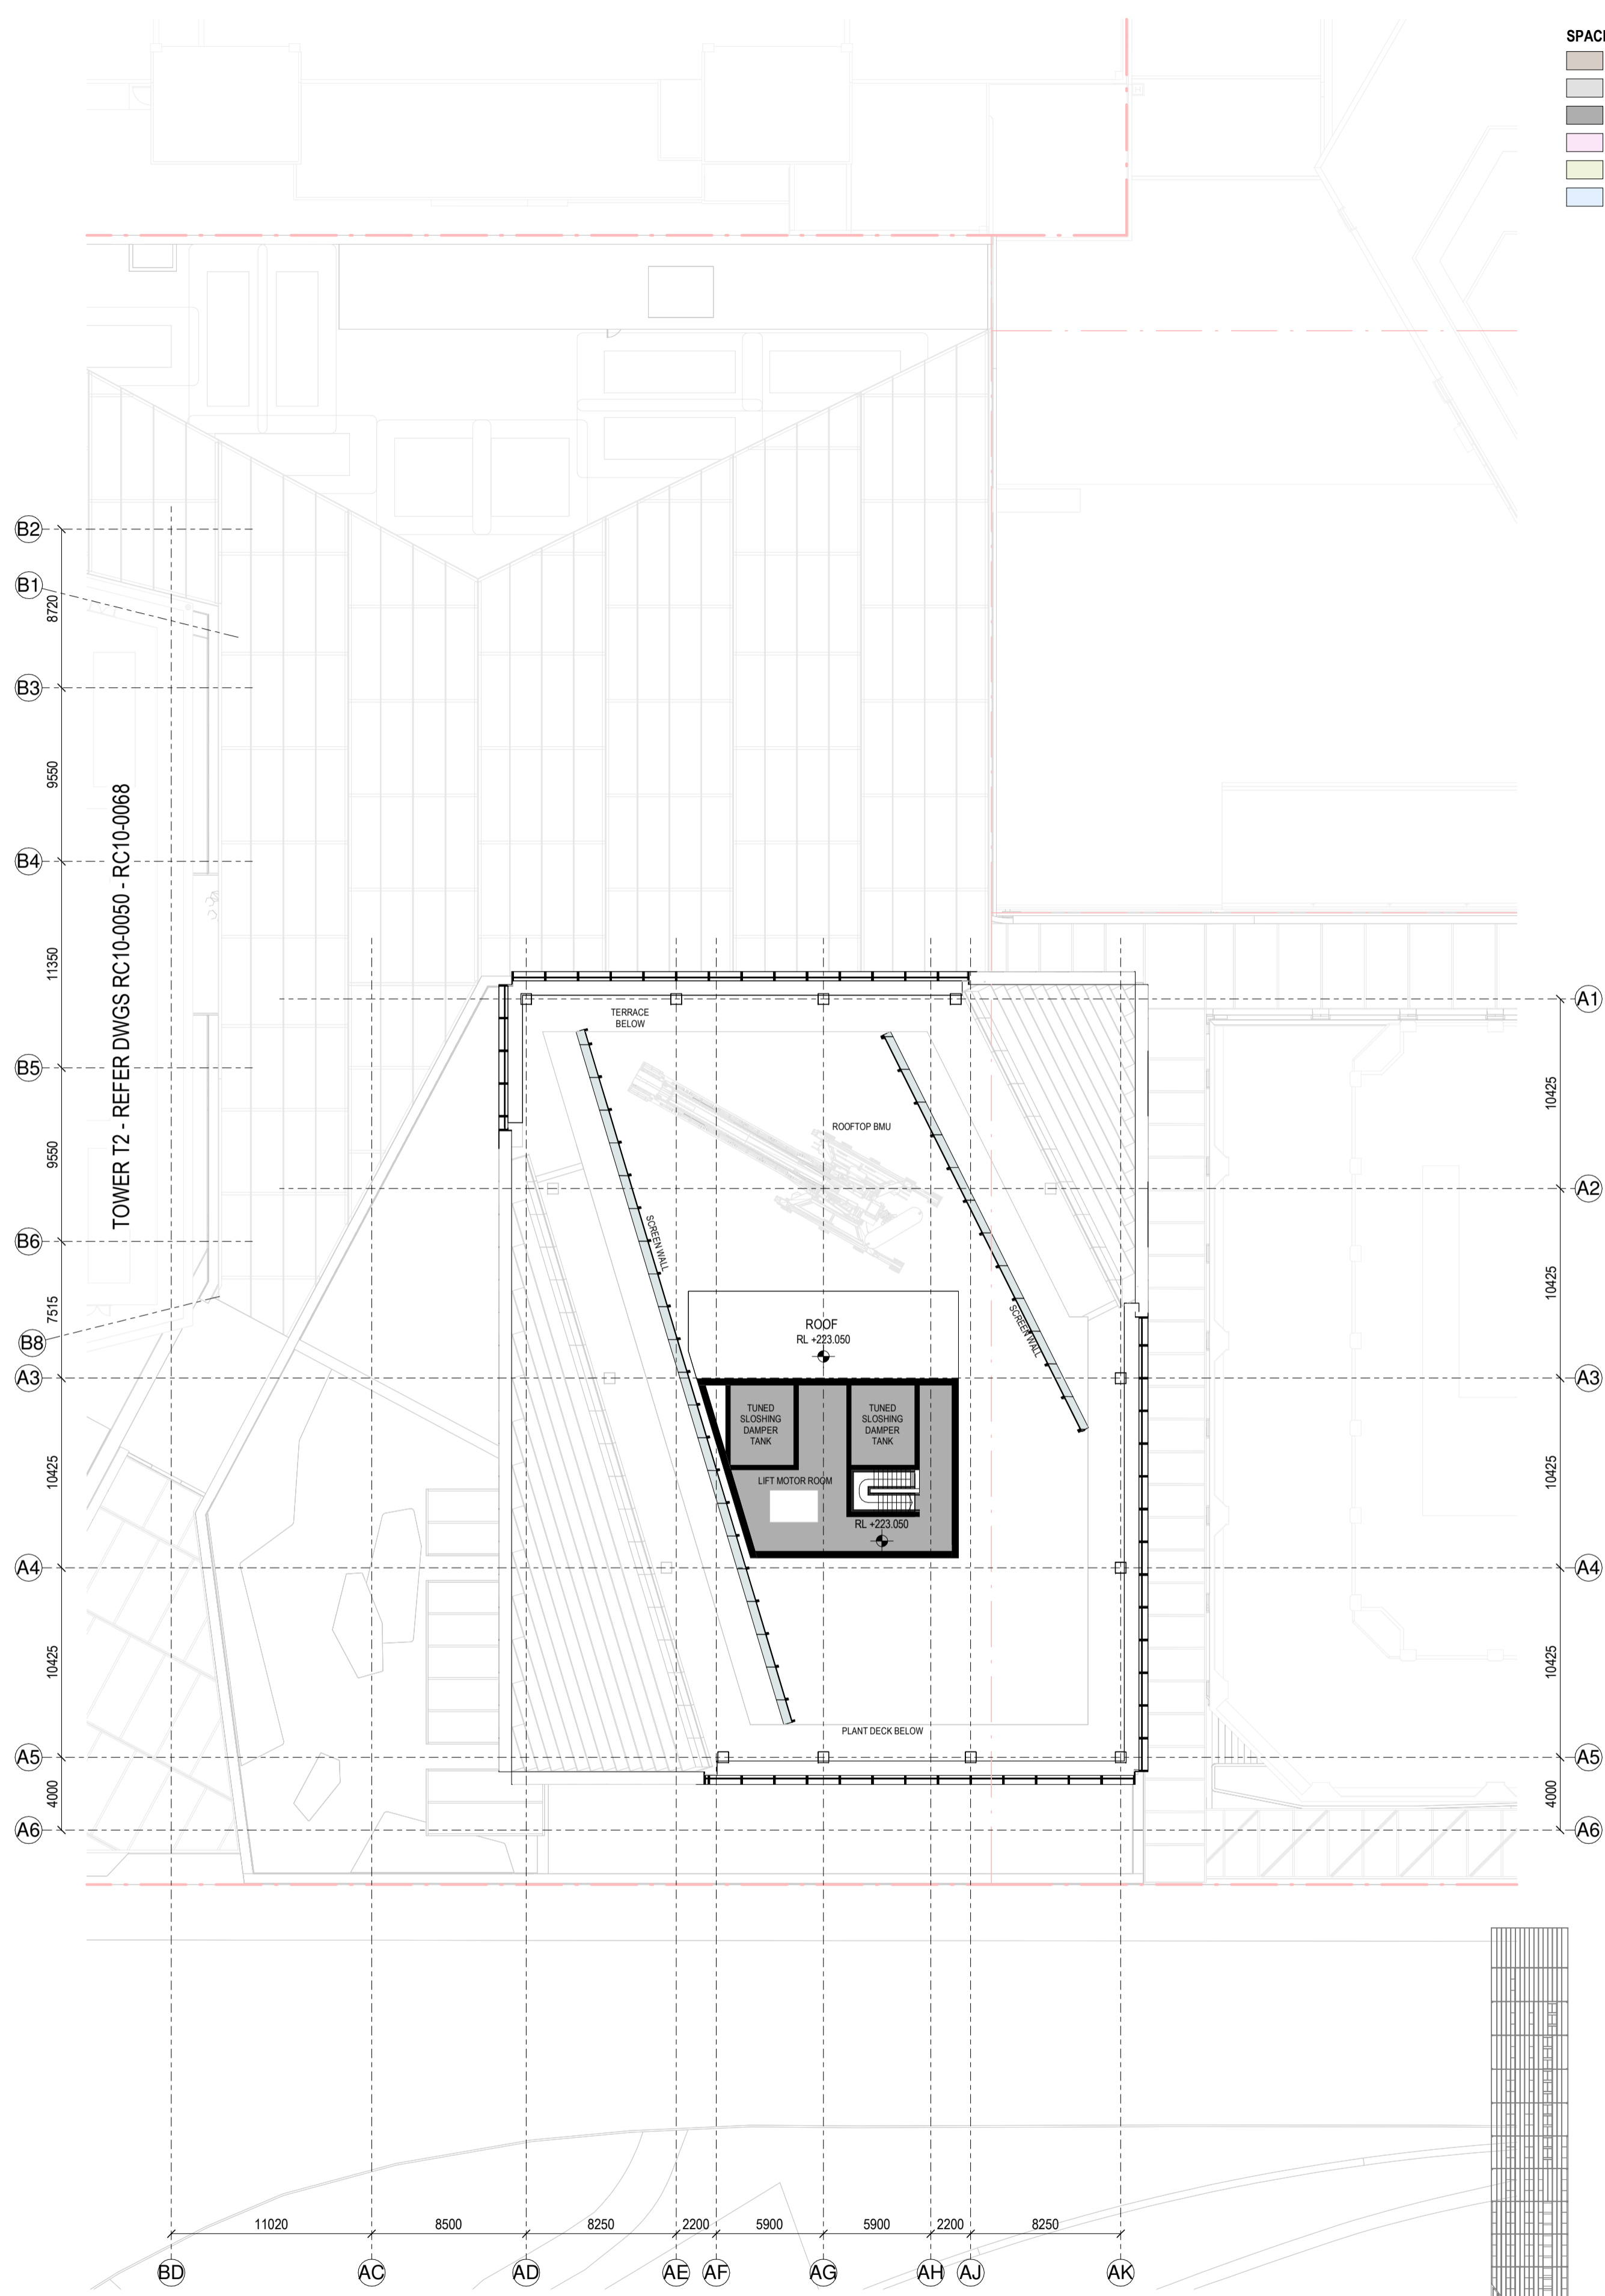 SPACI
B2
B1
8720
B3
9550
TOWER T2 - REFER DWGS RC10-0050 - RC10-0068
B4
11350
A1
TERRACE
BELOW
B5
10425
ROOFTOP BMU
9550
A2
SCREEN WALL
B6
10425
7515
SCREEN WALL
ROOF
RL +223.050
B8
A3
A3
TUNED
SLOSHING
DAMPER
TANK
TUNED
SLOSHING
DAMPER
TANK
10425
10425
LIFT MOTOR ROOM
RL +223.050
A4
A4
10425
10425
PLANT DECK BELOW
A5
A5
4000
4000
A6
A6
11020
8500
8250
2200
5900
5900
2200
8250
BD
AC
AD
AE
AF
AG
AH
AJ
AK